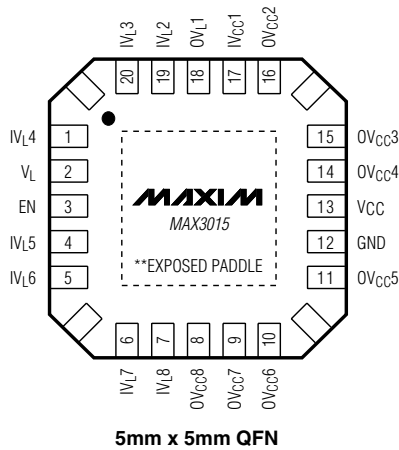 IVL3 IVL2 OVL1 IVCC1 OVCC2
20 19 18 17 16
IVL4 1 15 OVCC3
VL 2 14 OVCC4
EN 3 13 VCC
IVL5 4 12 GND
IVL6 5 11 OVCC5
MAXIM
MAX3015
**EXPOSED PADDLE
6 7 8 9 10
IVL7 IVL8 OVCC8 OVCC7 OVCC6
5mm x 5mm QFN